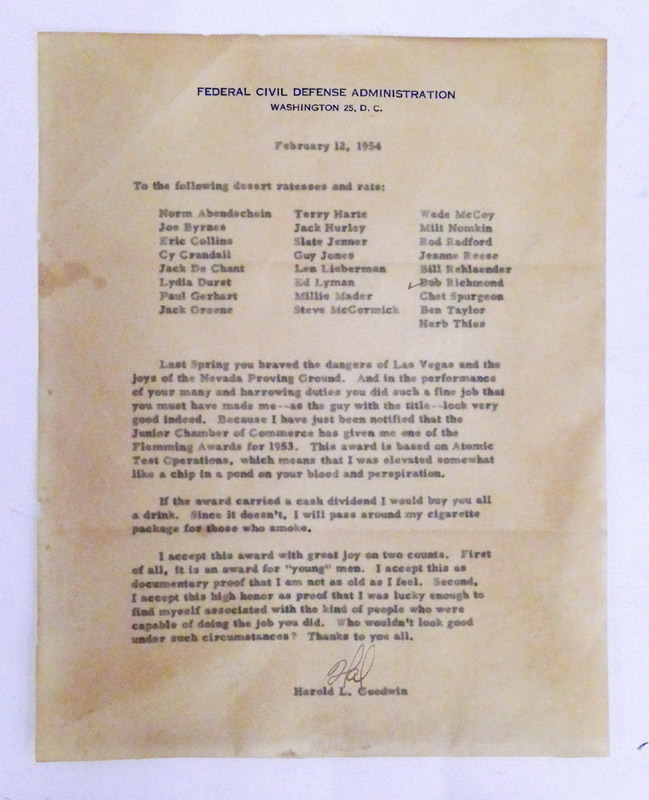 FEDERAL CIVIL DEFENSE ADMINISTRATION
WASHINGTON 25, D. C.
February 12, 1954
To the following desert ratesses and rats:
Norm Abendschein Terry Harte Wade McCoy
Joe Byrnes Jack Hurley Milt Nomkin
Eric Collins Slate Jenner Rod Radford
Cy Crandall Guy Jones Jeanne Reese
Jack De Chant Len Lieberman Bill Rehlaender
Lydia Durst Ed Lyman Bob Richmond
Paul Gerhart Millie Mader Chet Spurgeon
Jack Greene Steve McCormick Ben Taylor
Herb Thies
Last Spring you braved the dangers of Las Vegas and the
joys of the Nevada Proving Ground. And in the performance
of your many and harrowing duties you did such a fine job that
you must have made me--as the guy with the title--look very
good indeed. Because I have just been notified that the
Junior Chamber of Commerce has given me one of the
Flemming Awards for 1953. This award is based on Atomic
Test Operations, which means that I was elevated somewhat
like a chip in a pond on your blood and perspiration.
If the award carried a cash dividend I would buy you all
a drink. Since it doesn't, I will pass around my cigarette
package for those who smoke.
I accept this award with great joy on two counts. First
of all, it is an award for "young" men. I accept this as
documentary proof that I am not as old as I feel. Second,
I accept this high honor as proof that I was lucky enough to
find myself associated with the kind of people who were
capable of doing the job you did. Who wouldn't look good
under such circumstances? Thanks to you all.
Hal
Harold L. Goodwin